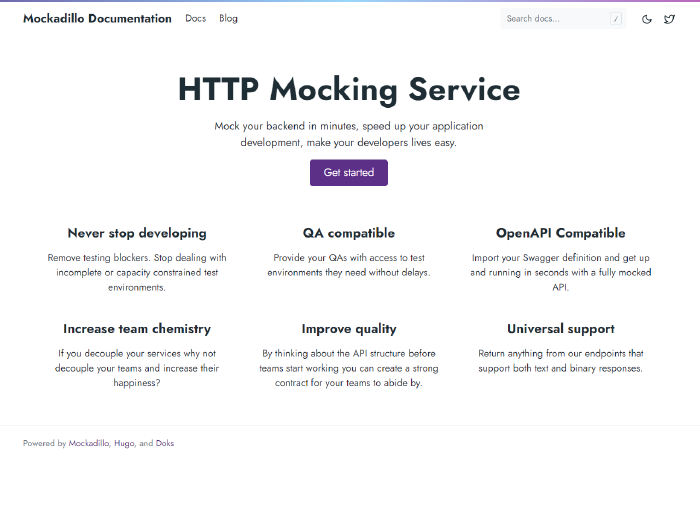 Mockadillo Documentation Docs Blog Search docs... /
HTTP Mocking Service
Mock your backend in minutes, speed up your application
development, make your developers lives easy.
Get started
Never stop developing
Remove testing blockers. Stop dealing with
incomplete or capacity constrained test
environments.
QA compatible
Provide your QAs with access to test
environments they need without delays.
OpenAPI Compatible
Import your Swagger definition and get up
and running in seconds with a fully mocked
API.
Increase team chemistry
If you decouple your services why not
decouple your teams and increase their
happiness?
Improve quality
By thinking about the API structure before
teams start working you can create a strong
contract for your teams to abide by.
Universal support
Return anything from our endpoints that
support both text and binary responses.
Powered by Mockadillo, Hugo, and Doks